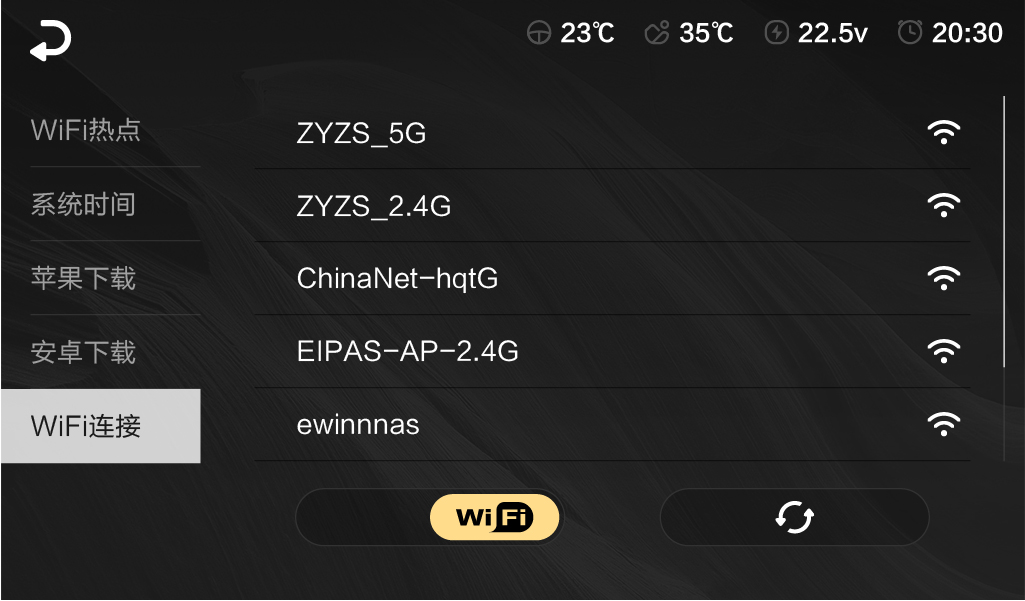 23℃ 35℃ 22.5v 20:30
WiFi热点
系统时间
苹果下载
安卓下载
WiFi连接
ZYZS_5G
ZYZS_2.4G
ChinaNet-hqtG
EIPAS-AP-2.4G
ewinnnas
WiFi